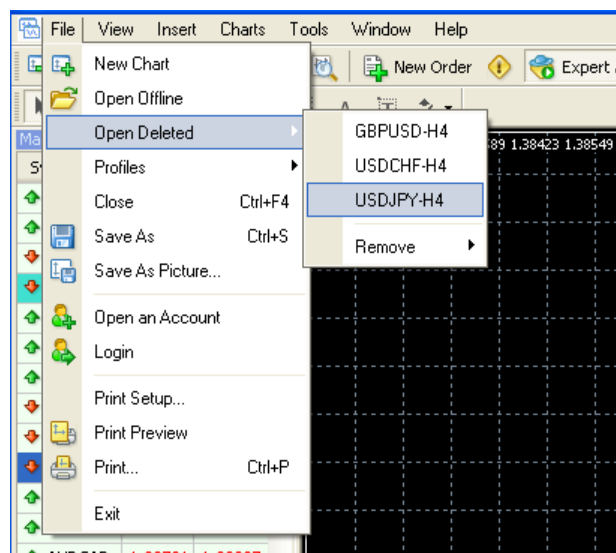 File View Insert Charts Tools Window Help
New Chart
New Order Expert
Open Offline
Open Deleted
GBPUSD-H4
89 1.38423 1.38549
Ma
Profiles
USDCHF-H4
S
Close Ctrl+F4
USDJPY-H4
Save As Ctrl+S
Remove
Save As Picture...
Open an Account
Login
Print Setup...
Print Preview
Print... Ctrl+P
Exit